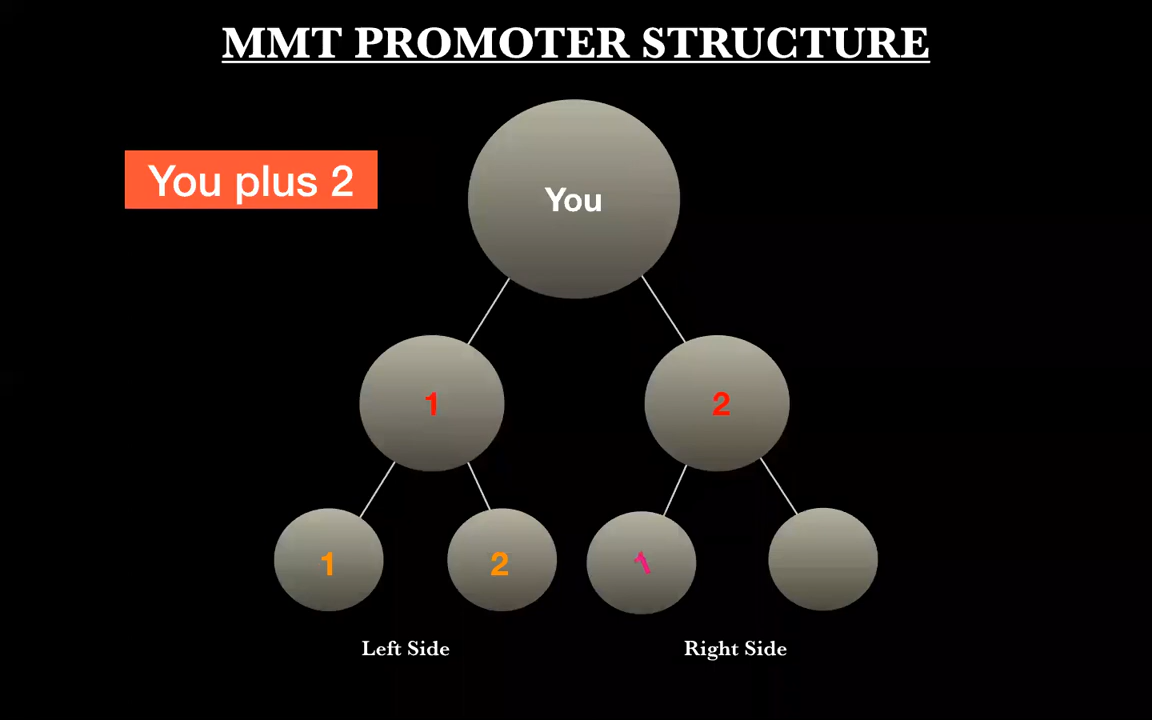 MMT PROMOTER STRUCTURE
You plus 2
You
1 2
1 2 1
Left Side Right Side